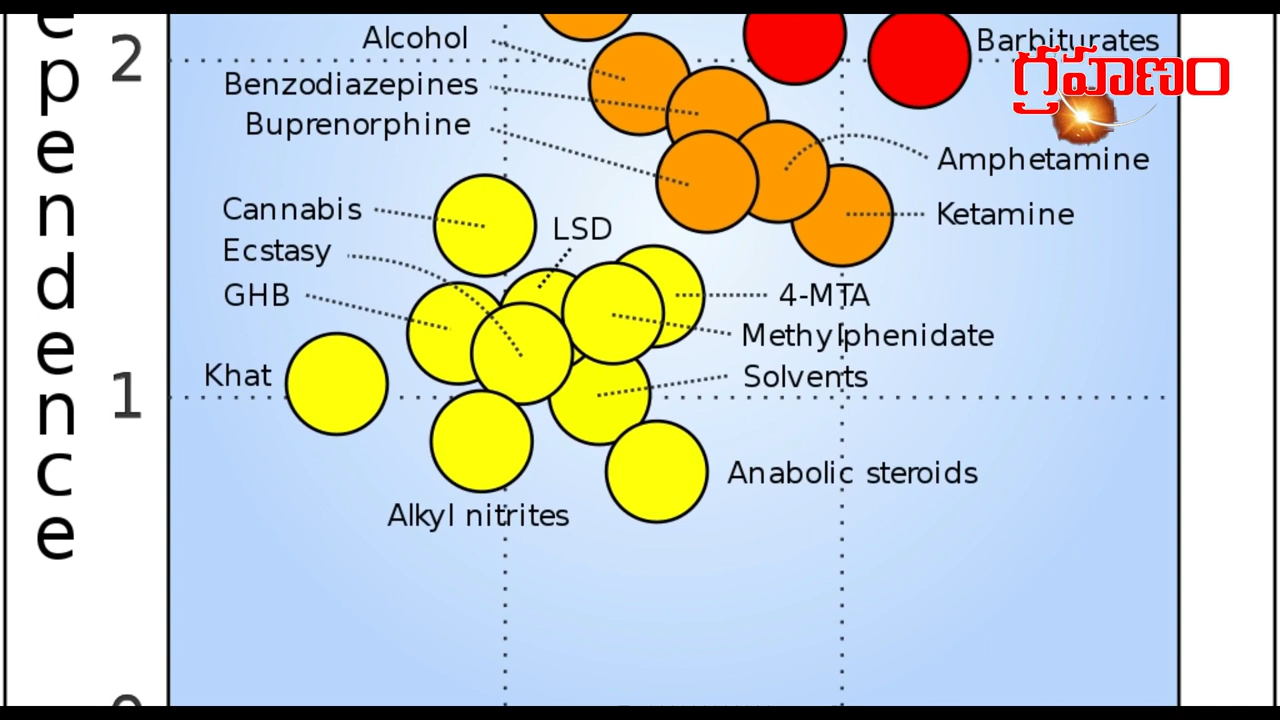 ependence
2
1
0
Alcohol
Barbiturates
గ్రహణం
Benzodiazepines
Buprenorphine
Amphetamine
Cannabis
Ketamine
LSD
Ecstasy
GHB
4-MTA
Methylphenidate
Khat
Solvents
Anabolic steroids
Alkyl nitrites